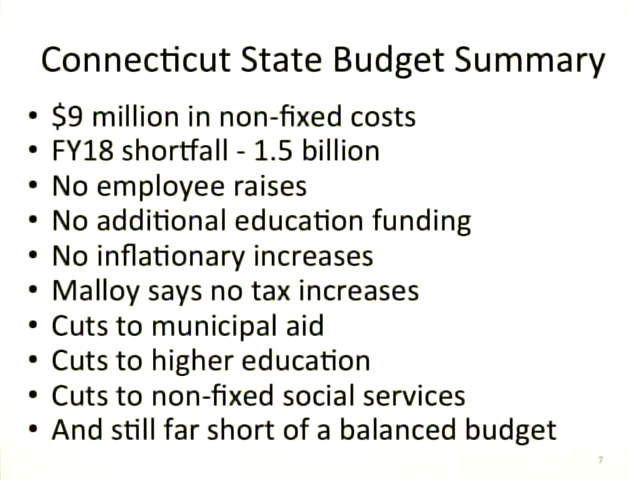 Connecticut State Budget Summary
• $9 million in non-fixed costs
• FY18 shortfall - 1.5 billion
• No employee raises
• No additional education funding
• No inflationary increases
• Malloy says no tax increases
• Cuts to municipal aid
• Cuts to higher education
• Cuts to non-fixed social services
• And still far short of a balanced budget
7